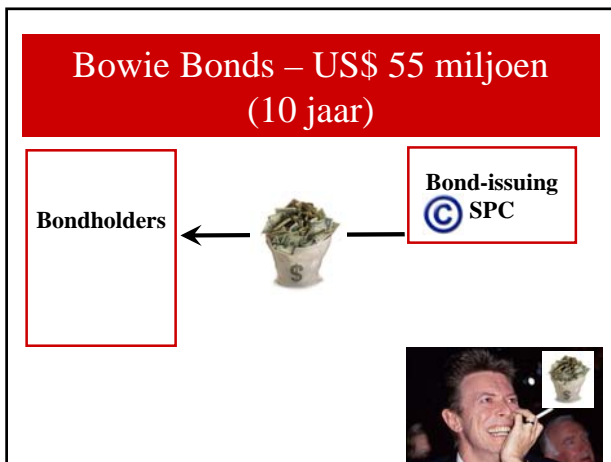 Bowie Bonds – US$ 55 miljoen
(10 jaar)
Bondholders
$
Bond-issuing
© SPC
$